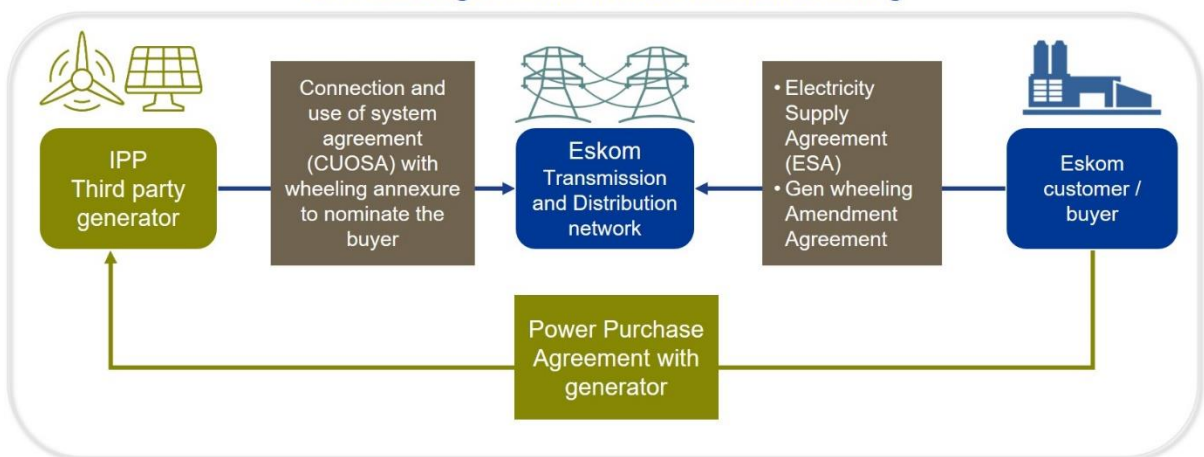 IPP
Third party
generator
Connection and
use of system
agreement
(CUOSA) with
wheeling annexure
to nominate the
buyer
Eskom
Transmission
and Distribution
network
• Electricity
Supply
Agreement
(ESA)
• Gen wheeling
Amendment
Agreement
Eskom
customer /
buyer
Power Purchase
Agreement with
generator